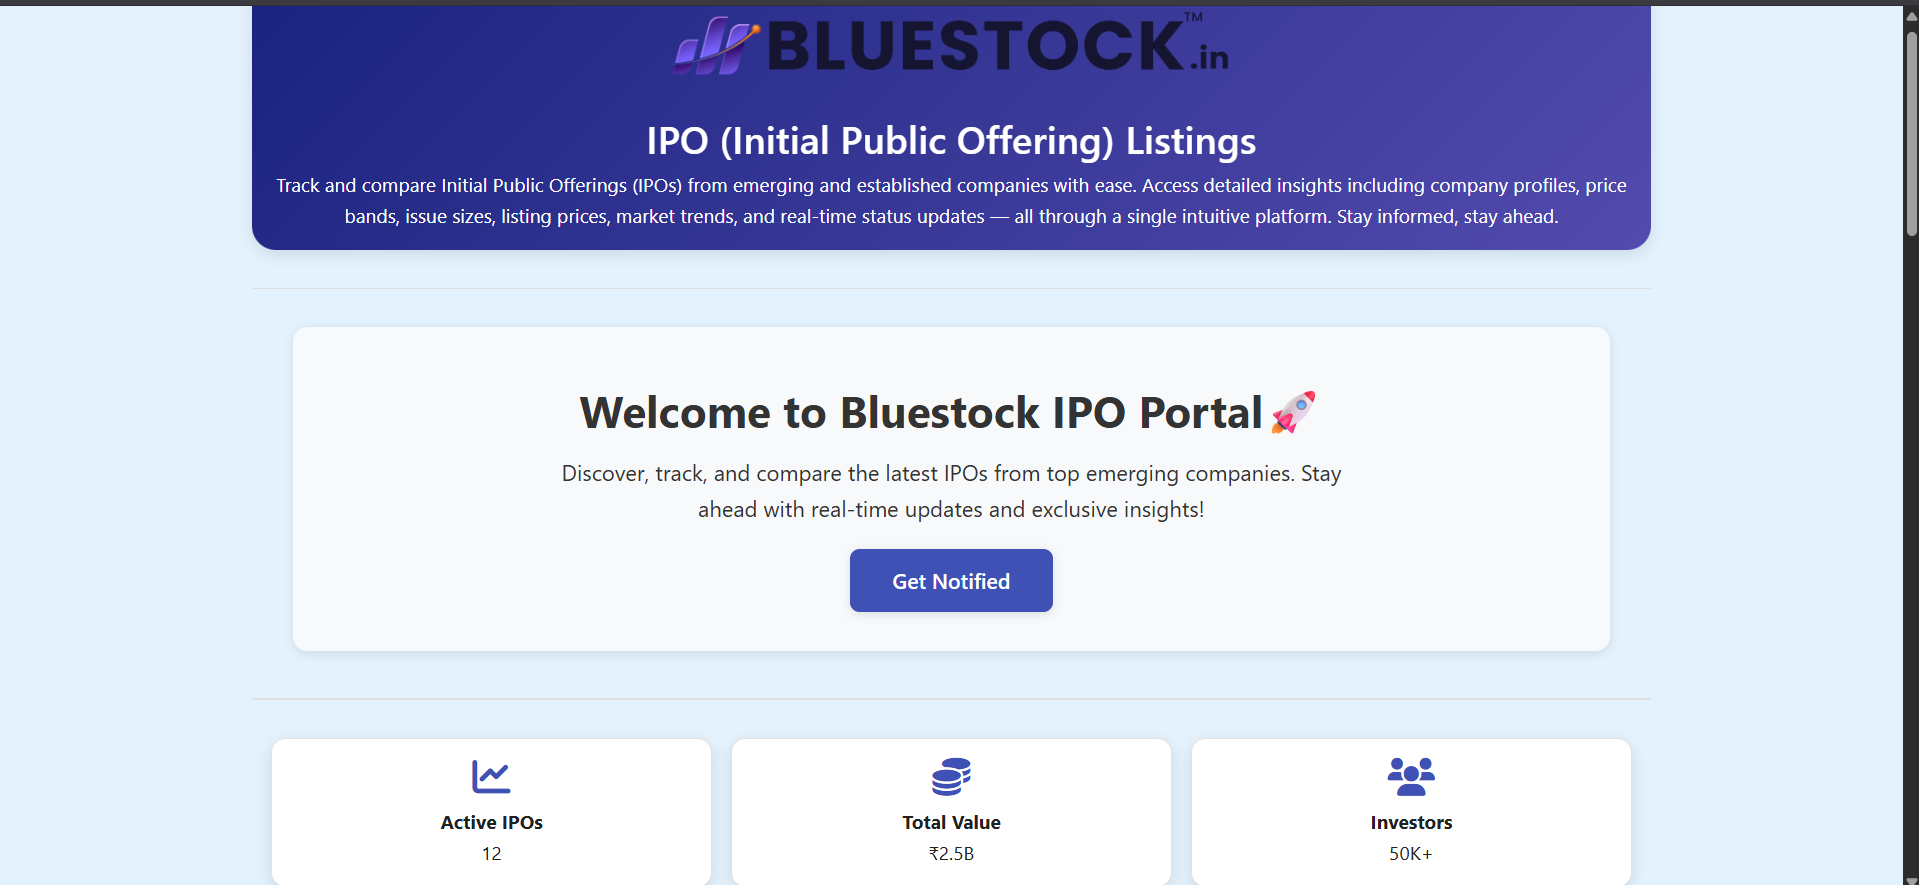 BLUESTOCK.in™
IPO (Initial Public Offering) Listings
Track and compare Initial Public Offerings (IPOs) from emerging and established companies with ease. Access detailed insights including company profiles, price
bands, issue sizes, listing prices, market trends, and real-time status updates — all through a single intuitive platform. Stay informed, stay ahead.
Welcome to Bluestock IPO Portal🚀
Discover, track, and compare the latest IPOs from top emerging companies. Stay
ahead with real-time updates and exclusive insights!
Get Notified
Active IPOs
12
Total Value
₹2.5B
Investors
50K+